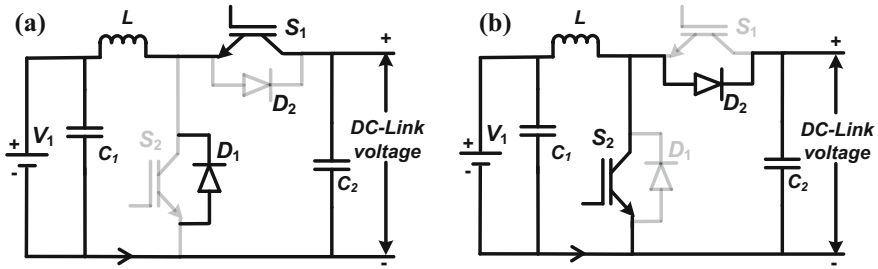 (a)
L
S1
+
D2
+
V1
-
C1
S2
D1
DC-Link
voltage
C2
-
(b)
L
S1
+
D2
+
V1
-
C1
S2
D1
DC-Link
voltage
C2
-